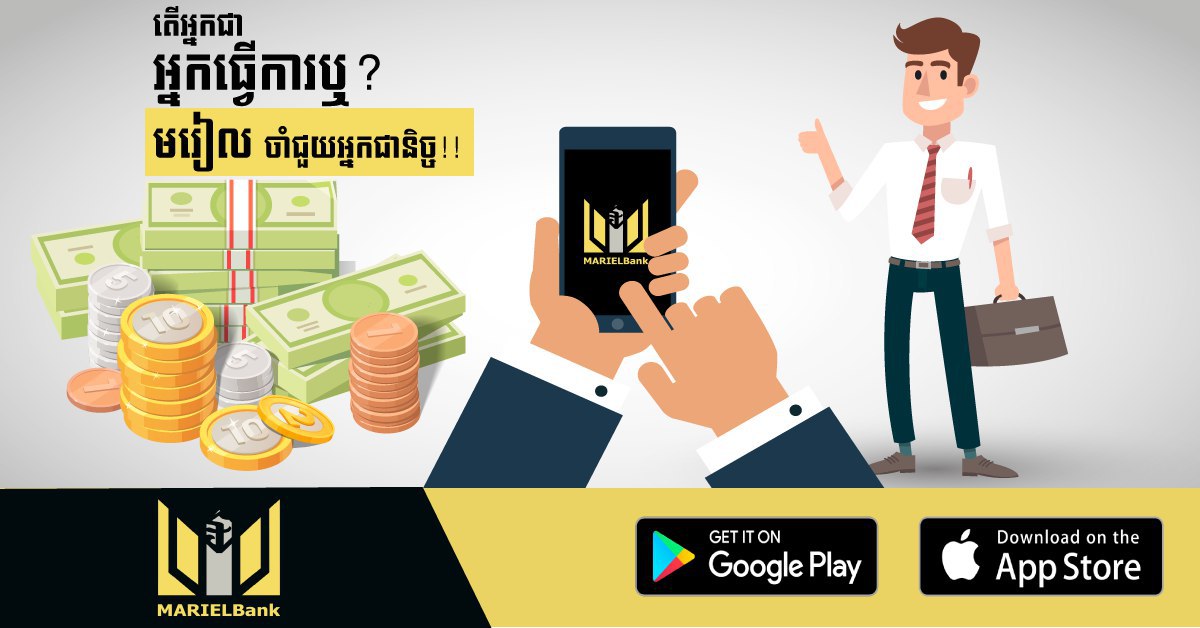 តើអ្នកជា
អ្នកធ្វើការឬ ?
មរៀល ចាំជួយអ្នកជានិច្ច!!
MARIELBank
MARIELBank
GET IT ON
Google Play
Download on the
App Store